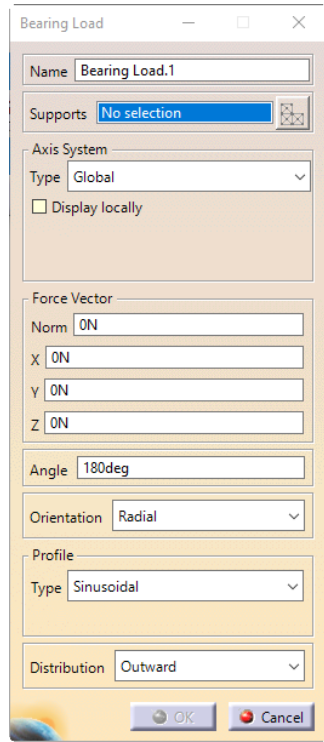 Bearing Load
Name Bearing Load.1
Supports No selection
Axis System
Type Global
Display locally
Force Vector
Norm 0N
X 0N
Y 0N
Z 0N
Angle 180deg
Orientation Radial
Profile
Type Sinusoidal
Distribution Outward
OK Cancel